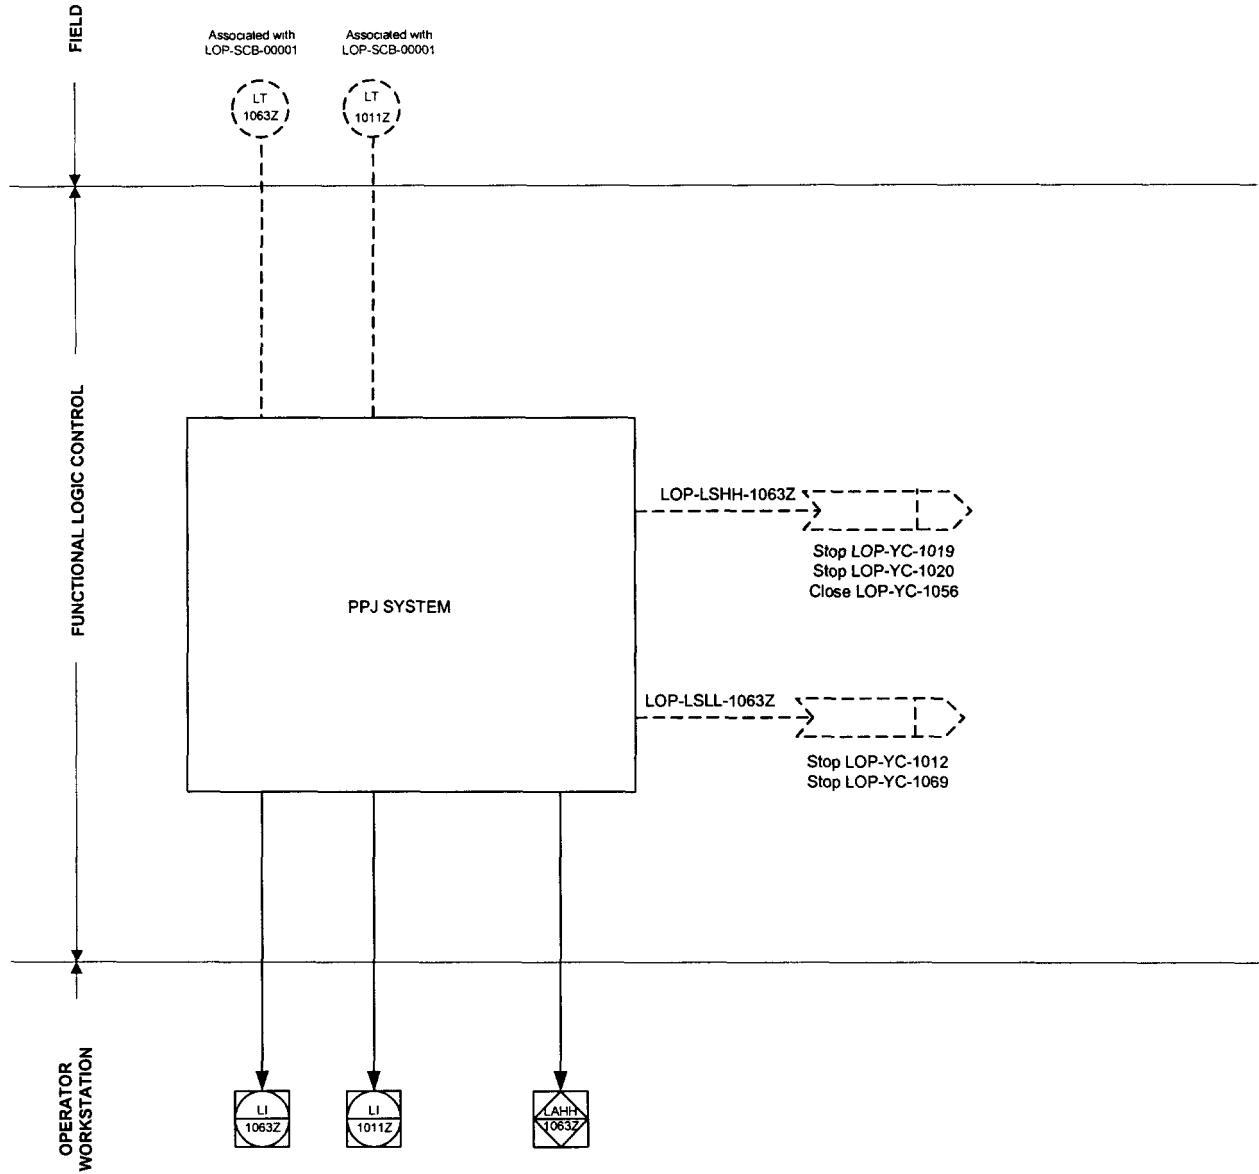 FIELD
Associated with
LOP-SCB-00001
Associated with
LOP-SCB-00001
LT
1063Z
LT
1011Z
FUNCTIONAL LOGIC CONTROL
PPJ SYSTEM
LOP-LSHH-1063Z
Stop LOP-YC-1019
Stop LOP-YC-1020
Close LOP-YC-1056
LOP-LSLL-1063Z
Stop LOP-YC-1012
Stop LOP-YC-1069
OPERATOR
WORKSTATION
LI
1063Z
LI
1011Z
LAHH
1063Z